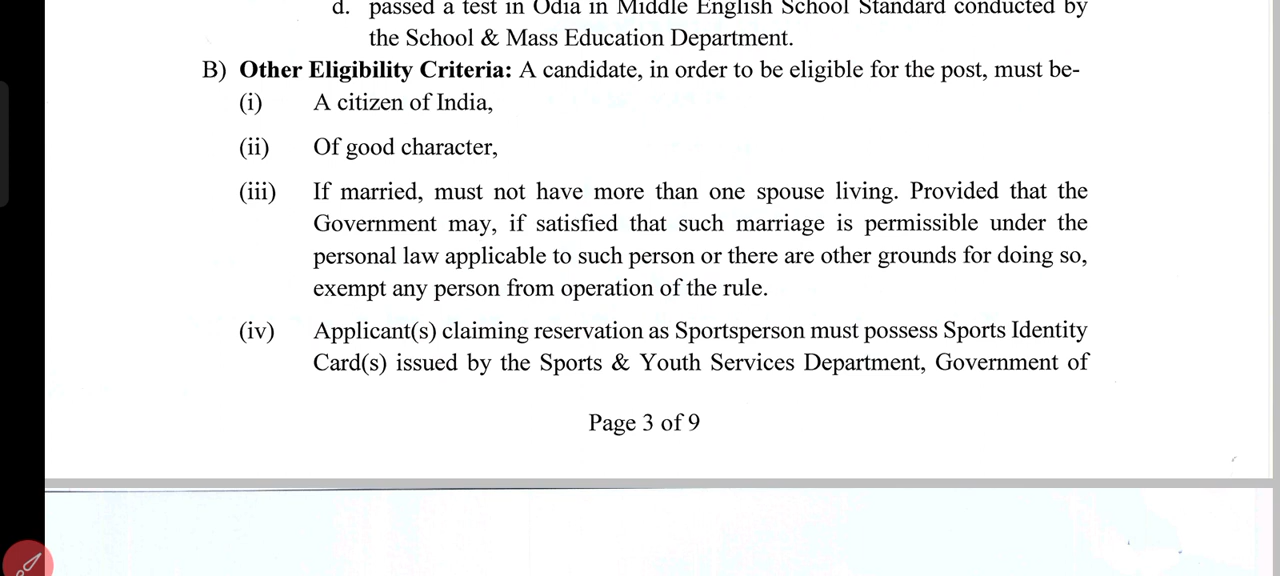 d. passed a test in Odia in Middle English School Standard conducted by
the School & Mass Education Department.
B) Other Eligibility Criteria: A candidate, in order to be eligible for the post, must be-
(i) A citizen of India,
(ii) Of good character,
(iii) If married, must not have more than one spouse living. Provided that the
Government may, if satisfied that such marriage is permissible under the
personal law applicable to such person or there are other grounds for doing so,
exempt any person from operation of the rule.
(iv) Applicant(s) claiming reservation as Sportsperson must possess Sports Identity
Card(s) issued by the Sports & Youth Services Department, Government of
Page 3 of 9